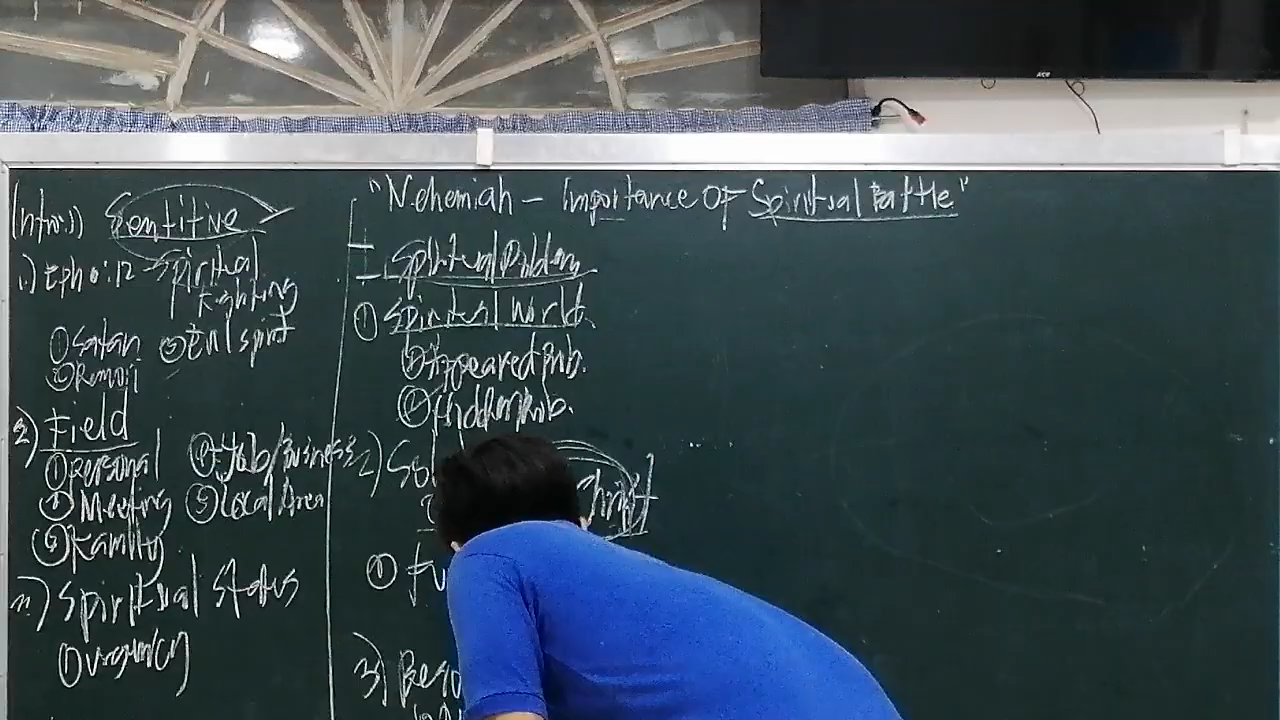 "Nehemiah - Importance OF Spiritual Battle"
Intro.)) Sentitive
1.) Eph 6:12 - Spiritual
Fighting
① Satan ③ Evil spirit
②
2) Field
① Personal ④ Job/Business
② Meeting ⑤ Local Area
③ Family
3) Spiritual Status
① Urgency
I. Spiritual Problem
① Spiritual World
① Appeared Prob.
② Hidden Prob.
2)
Christ
①
3)
acer